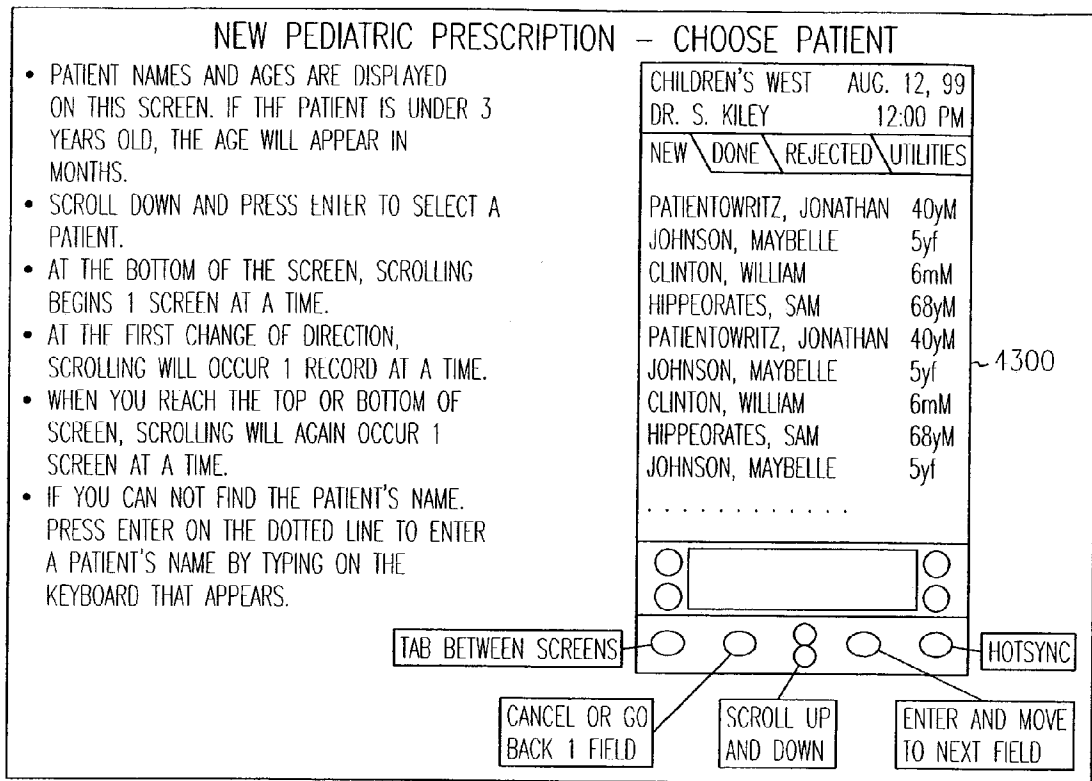 NEW PEDIATRIC PRESCRIPTION – CHOOSE PATIENT
• PATIENT NAMES AND AGES ARE DISPLAYED
ON THIS SCREEN. IF THE PATIENT IS UNDER 3
YEARS OLD, THE AGE WILL APPEAR IN
MONTHS.
• SCROLL DOWN AND PRESS ENTER TO SELECT A
PATIENT.
• AT THE BOTTOM OF THE SCREEN, SCROLLING
BEGINS 1 SCREEN AT A TIME.
• AT THE FIRST CHANGE OF DIRECTION,
SCROLLING WILL OCCUR 1 RECORD AT A TIME.
• WHEN YOU REACH THE TOP OR BOTTOM OF
SCREEN, SCROLLING WILL AGAIN OCCUR 1
SCREEN AT A TIME.
• IF YOU CAN NOT FIND THE PATIENT'S NAME.
PRESS ENTER ON THE DOTTED LINE TO ENTER
A PATIENT'S NAME BY TYPING ON THE
KEYBOARD THAT APPEARS.
CHILDREN'S WEST AUG. 12, 99
DR. S. KILEY 12:00 PM
NEW DONE REJECTED UTILITIES
PATIENTOWRITZ, JONATHAN 40yM
JOHNSON, MAYBELLE 5yf
CLINTON, WILLIAM 6mM
HIPPEORATES, SAM 68yM
PATIENTOWRITZ, JONATHAN 40yM
JOHNSON, MAYBELLE 5yf
CLINTON, WILLIAM 6mM
HIPPEORATES, SAM 68yM
JOHNSON, MAYBELLE 5yf
. . . . . . . . . . . .
4300
TAB BETWEEN SCREENS
HOTSYNC
CANCEL OR GO
BACK 1 FIELD
SCROLL UP
AND DOWN
ENTER AND MOVE
TO NEXT FIELD